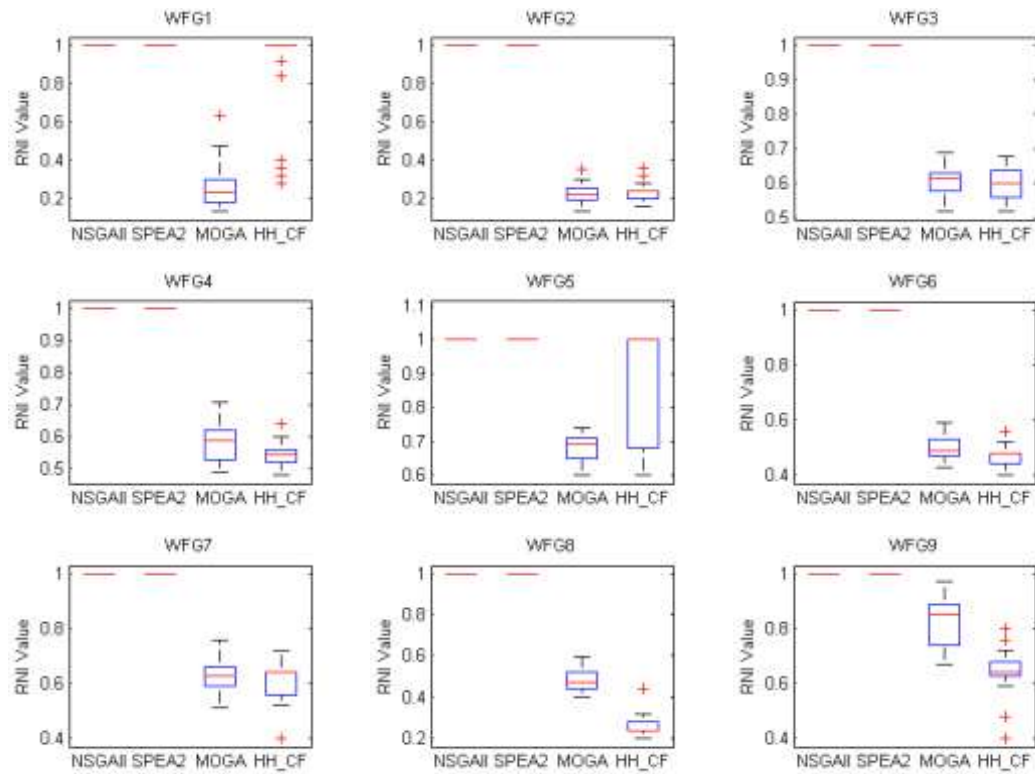 WFG1
1
0.8
0.6
0.4
0.2
RNI Value
NSGAII SPEA2 MOGA HH_CF
WFG2
1
0.8
0.6
0.4
0.2
RNI Value
NSGAII SPEA2 MOGA HH_CF
WFG3
1
0.9
0.8
0.7
0.6
0.5
RNI Value
NSGAII SPEA2 MOGA HH_CF
WFG4
1
0.9
0.8
0.7
0.6
0.5
RNI Value
NSGAII SPEA2 MOGA HH_CF
WFG5
1.1
1
0.9
0.8
0.7
0.6
RNI Value
NSGAII SPEA2 MOGA HH_CF
WFG6
1
0.8
0.6
0.4
RNI Value
NSGAII SPEA2 MOGA HH_CF
WFG7
1
0.8
0.6
0.4
RNI Value
NSGAII SPEA2 MOGA HH_CF
WFG8
1
0.8
0.6
0.4
0.2
RNI Value
NSGAII SPEA2 MOGA HH_CF
WFG9
1
0.8
0.6
0.4
RNI Value
NSGAII SPEA2 MOGA HH_CF